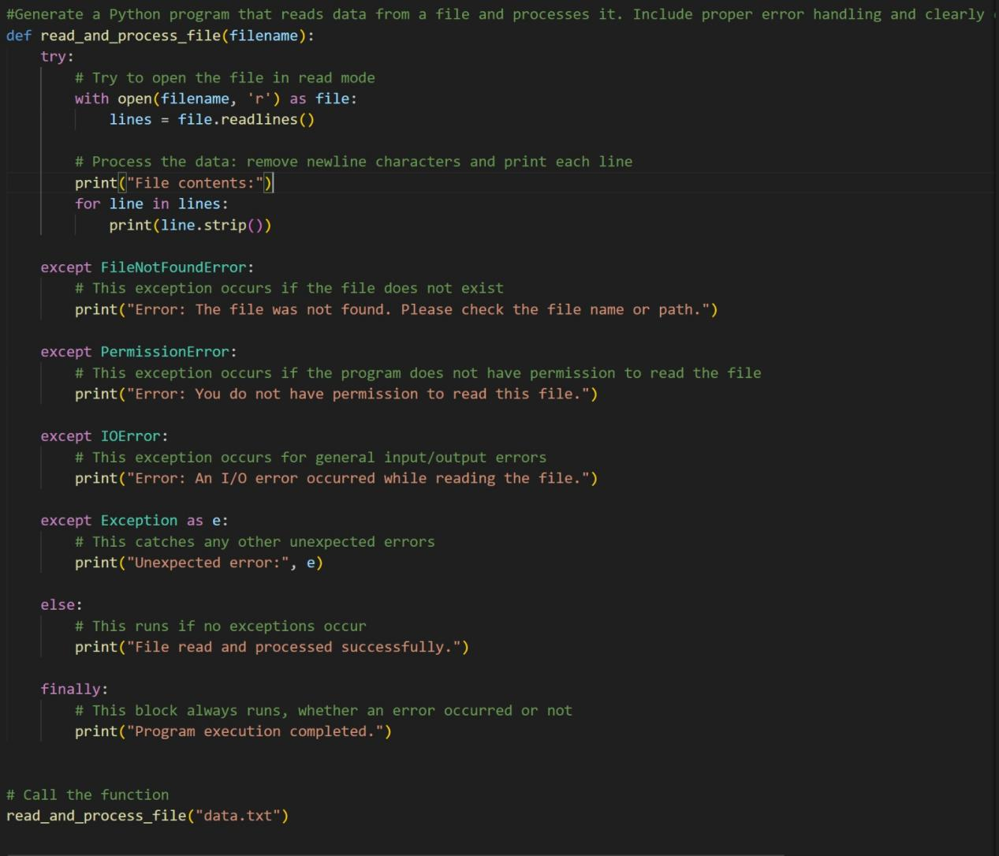 #Generate a Python program that reads data from a file and processes it. Include proper error handling and clearly
def read_and_process_file(filename):
    try:
        # Try to open the file in read mode
        with open(filename, 'r') as file:
            lines = file.readlines()

        # Process the data: remove newline characters and print each line
        print("File contents:")
        for line in lines:
            print(line.strip())

    except FileNotFoundError:
        # This exception occurs if the file does not exist
        print("Error: The file was not found. Please check the file name or path.")

    except PermissionError:
        # This exception occurs if the program does not have permission to read the file
        print("Error: You do not have permission to read this file.")

    except IOError:
        # This exception occurs for general input/output errors
        print("Error: An I/O error occurred while reading the file.")

    except Exception as e:
        # This catches any other unexpected errors
        print("Unexpected error:", e)

    else:
        # This runs if no exceptions occur
        print("File read and processed successfully.")

    finally:
        # This block always runs, whether an error occurred or not
        print("Program execution completed.")


# Call the function
read_and_process_file("data.txt")